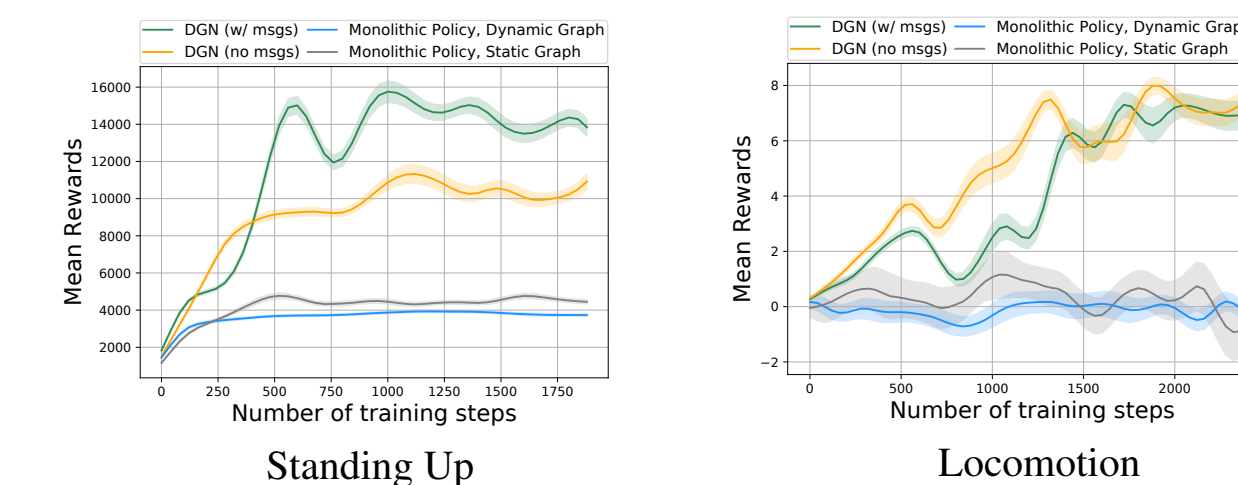 DGN (w/ msgs) Monolithic Policy, Dynamic Graph
DGN (no msgs) Monolithic Policy, Static Graph
16000
14000
12000
10000
8000
6000
4000
2000
Mean Rewards
0 250 500 750 1000 1250 1500 1750
Number of training steps
Standing Up
DGN (w/ msgs) Monolithic Policy, Dynamic Grap
DGN (no msgs) Monolithic Policy, Static Graph
8
6
4
2
0
−2
Mean Rewards
0 500 1000 1500 2000
Number of training steps
Locomotion